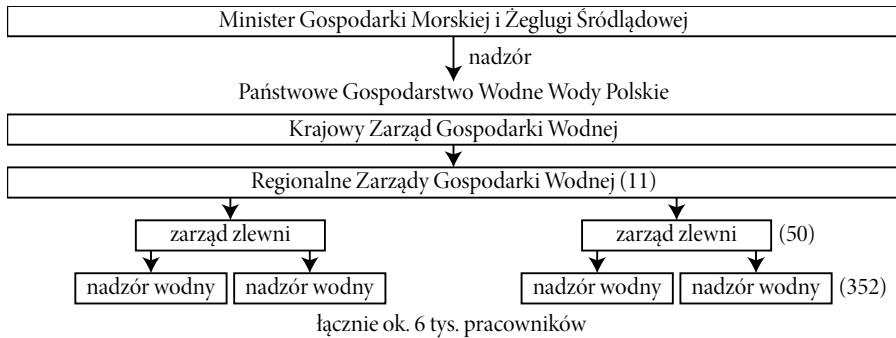 Minister Gospodarki Morskiej i Żeglugi Śródlądowej
nadzór
Państwowe Gospodarstwo Wodne Wody Polskie
Krajowy Zarząd Gospodarki Wodnej
Regionalne Zarządy Gospodarki Wodnej (11)
zarząd zlewni zarząd zlewni (50)
nadzór wodny nadzór wodny nadzór wodny nadzór wodny (352)
łącznie ok. 6 tys. pracowników